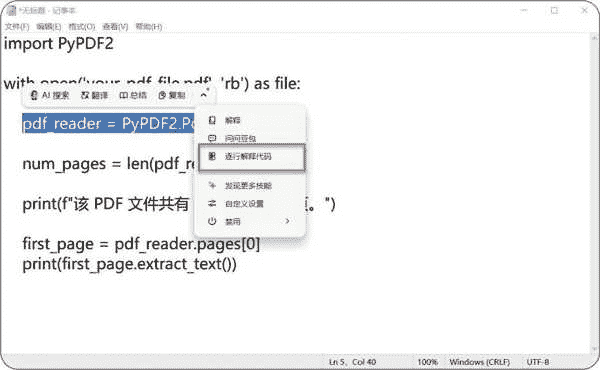 *无标题 - 记事本
文件(F) 编辑(E) 格式(O) 查看(V) 帮助(H)
import PyPDF2
with open('your_pdf_file.pdf', 'rb') as file:
AI 搜索 翻译 总结 复制
pdf_reader = PyPDF2.P
解释
问问豆包
num_pages = len(pdf_r
逐行解释代码
发现更多技能
print(f"该 PDF 文件共有 。")
自定义设置
禁用
first_page = pdf_reader.pages[0]
print(first_page.extract_text())
Ln 5, Col 40 100% Windows (CRLF) UTF-8